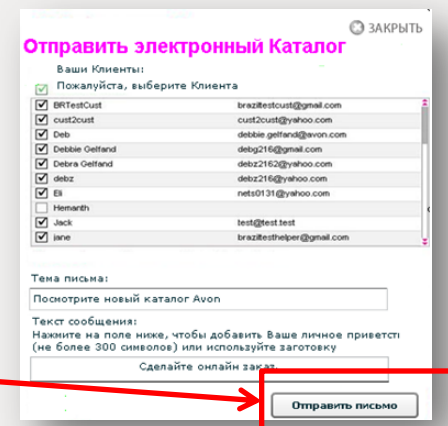 ЗАКРЫТЬ
Отправить электронный Каталог
Ваши Клиенты:
Пожалуйста, выберите Клиента
BRTestCust braziltestcust@gmail.com
cust2cust cust2cust@yahoo.com
Deb debbie.gelfand@avon.com
Debbie Gelfand debg216@gmail.com
Debra Gelfand debz2162@yahoo.com
debz debz216@yahoo.com
Eli nets0131@yahoo.com
Hemanth
Jack test@test.test
jane braziltesthelper@gmail.com
Тема письма:
Посмотрите новый каталог Avon
Текст сообщения:
Нажмите на поле ниже, чтобы добавить Ваше личное приветст
(не более 300 символов) или используйте заготовку
Сделайте онлайн заказ.
Отправить письмо